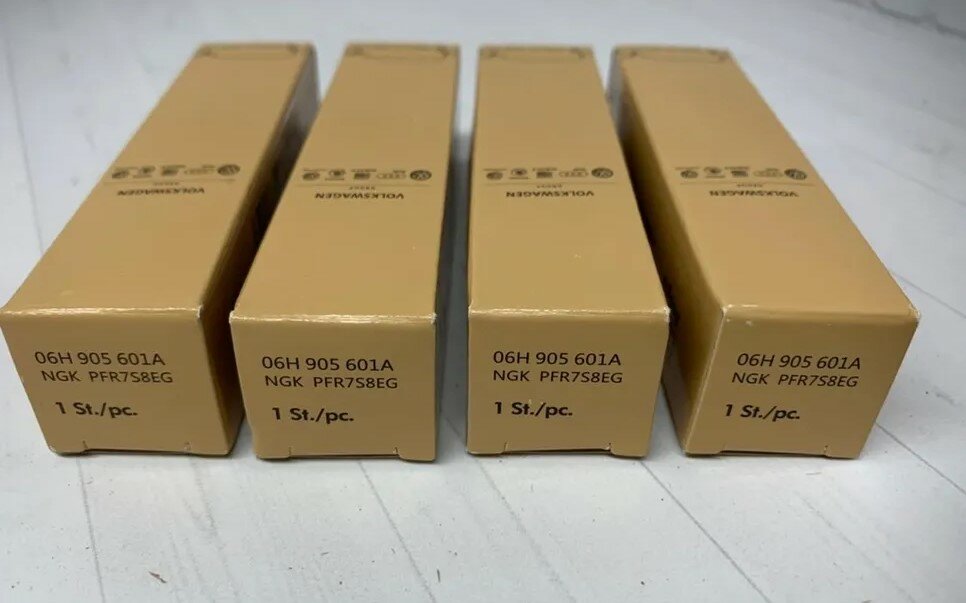 VOLKSWAGEN
06H 905 601A
NGK PFR7S8EG
1 St./pc.
VOLKSWAGEN
06H 905 601A
NGK PFR7S8EG
1 St./pc.
VOLKSWAGEN
06H 905 601A
NGK PFR7S8EG
1 St./pc.
VOLKSWAGEN
06H 905 601A
NGK PFR7S8EG
1 St./pc.